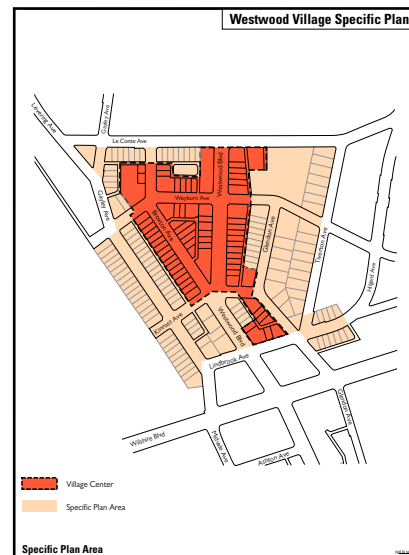 Westwood Village Specific Plan
Levering Ave
Gayley Ave
Le Conte Ave
Westwood Blvd
Weyburn Ave
Gayley Ave
Broxton Ave
Glendon Ave
Tiverton Ave
Hilgard Ave
Kinross Ave
Westwood Blvd
Lindbrook Ave
Wilshire Blvd
Midvale Ave
Glendon Ave
Ashton Ave
Village Center
Specific Plan Area
Specific Plan Area